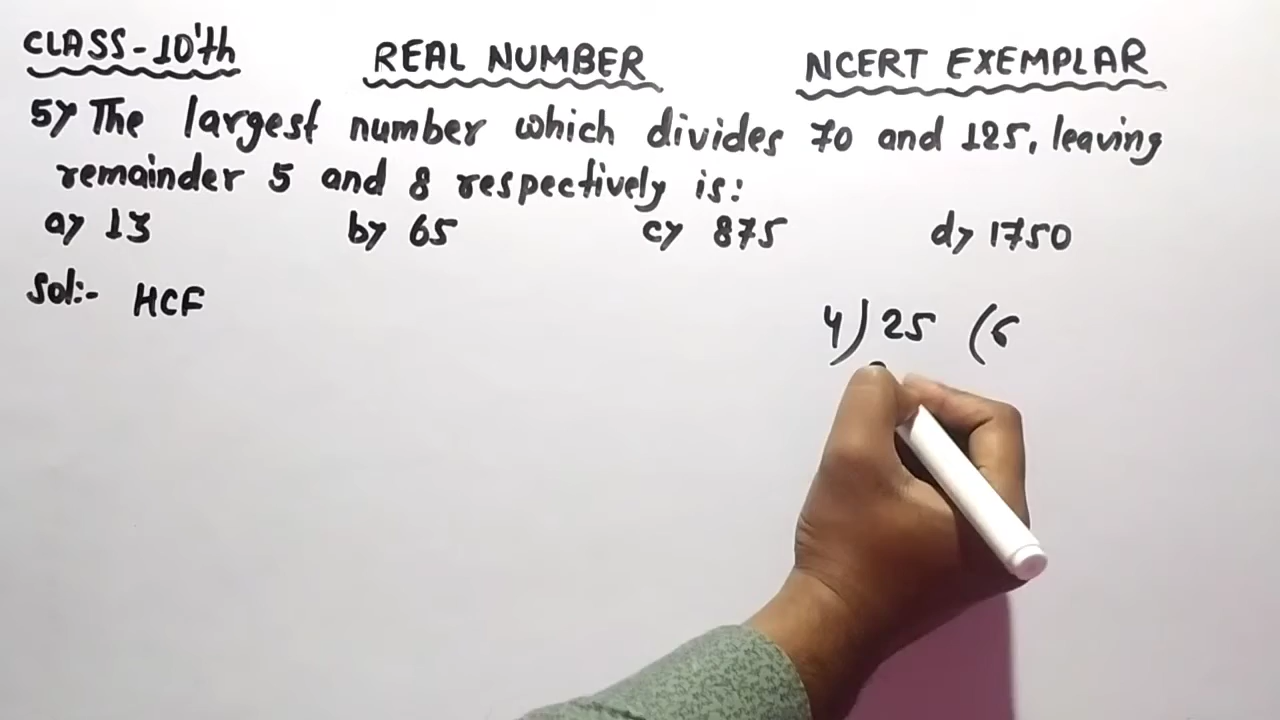 CLASS-10'th REAL NUMBER NCERT EXEMPLAR
5> The largest number which divides 70 and 125, leaving
remainder 5 and 8 respectively is:
a> 13 b> 65 c> 875 d> 1750
Sol:- HCF
4) 25 (6